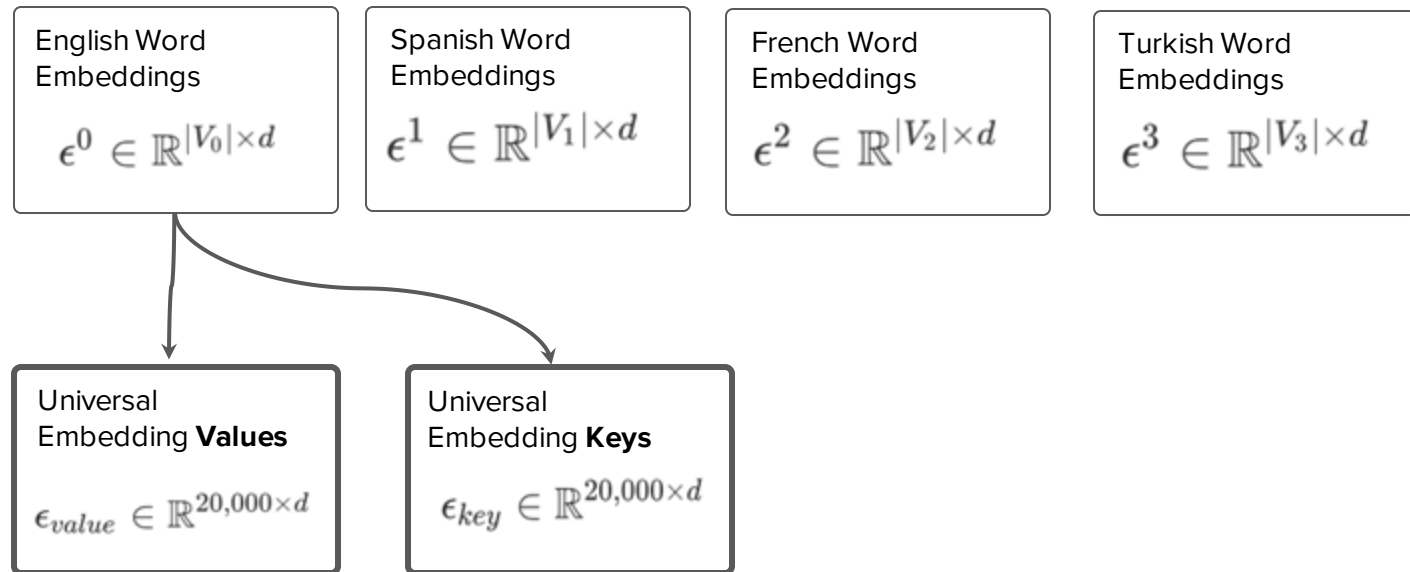 English Word
Embeddings
ϵ^0 ∈ ℝ^{|V_0|×d}
Spanish Word
Embeddings
ϵ^1 ∈ ℝ^{|V_1|×d}
French Word
Embeddings
ϵ^2 ∈ ℝ^{|V_2|×d}
Turkish Word
Embeddings
ϵ^3 ∈ ℝ^{|V_3|×d}
Universal
Embedding Values
ϵ_{value} ∈ ℝ^{20,000×d}
Universal
Embedding Keys
ϵ_{key} ∈ ℝ^{20,000×d}